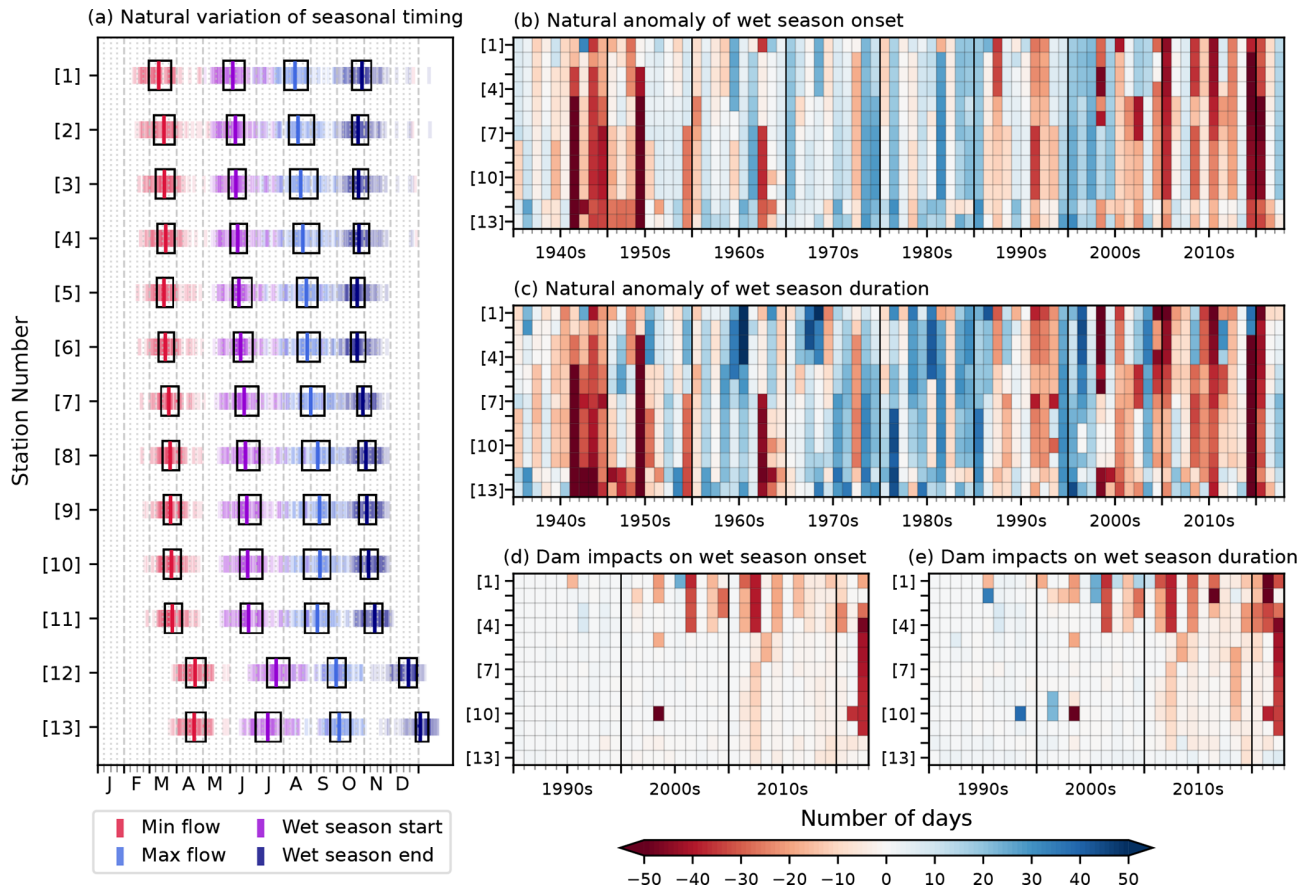 (a) Natural variation of seasonal timing
Station Number
[1]
[2]
[3]
[4]
[5]
[6]
[7]
[8]
[9]
[10]
[11]
[12]
[13]
J F M A M J J A S O N D
Min flow
Wet season start
Max flow
Wet season end
(b) Natural anomaly of wet season onset
[1]
[4]
[7]
[10]
[13]
1940s 1950s 1960s 1970s 1980s 1990s 2000s 2010s
(c) Natural anomaly of wet season duration
[1]
[4]
[7]
[10]
[13]
1940s 1950s 1960s 1970s 1980s 1990s 2000s 2010s
(d) Dam impacts on wet season onset
[1]
[4]
[7]
[10]
[13]
1990s 2000s 2010s
(e) Dam impacts on wet season duration
[1]
[4]
[7]
[10]
[13]
1990s 2000s 2010s
Number of days
−50 −40 −30 −20 −10 0 10 20 30 40 50